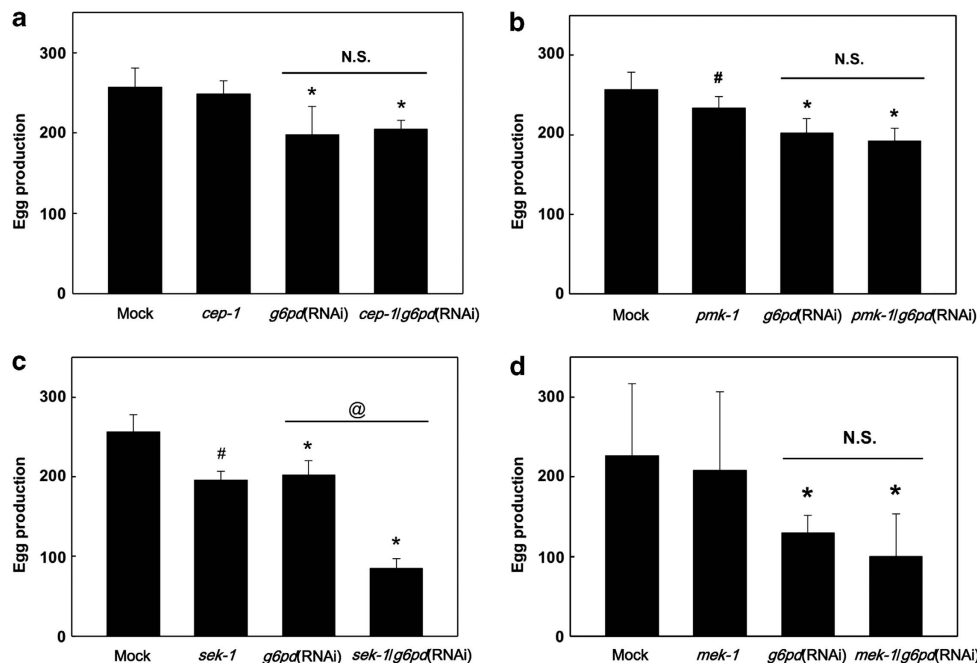 a
300
200
100
0
Egg production
N.S.
*
*
Mock
cep-1
g6pd(RNAi)
cep-1/g6pd(RNAi)
b
300
200
100
0
Egg production
N.S.
#
*
*
Mock
pmk-1
g6pd(RNAi)
pmk-1/g6pd(RNAi)
c
300
200
100
0
Egg production
@
#
*
*
Mock
sek-1
g6pd(RNAi)
sek-1/g6pd(RNAi)
d
300
200
100
0
Egg production
N.S.
*
*
Mock
mek-1
g6pd(RNAi)
mek-1/g6pd(RNAi)